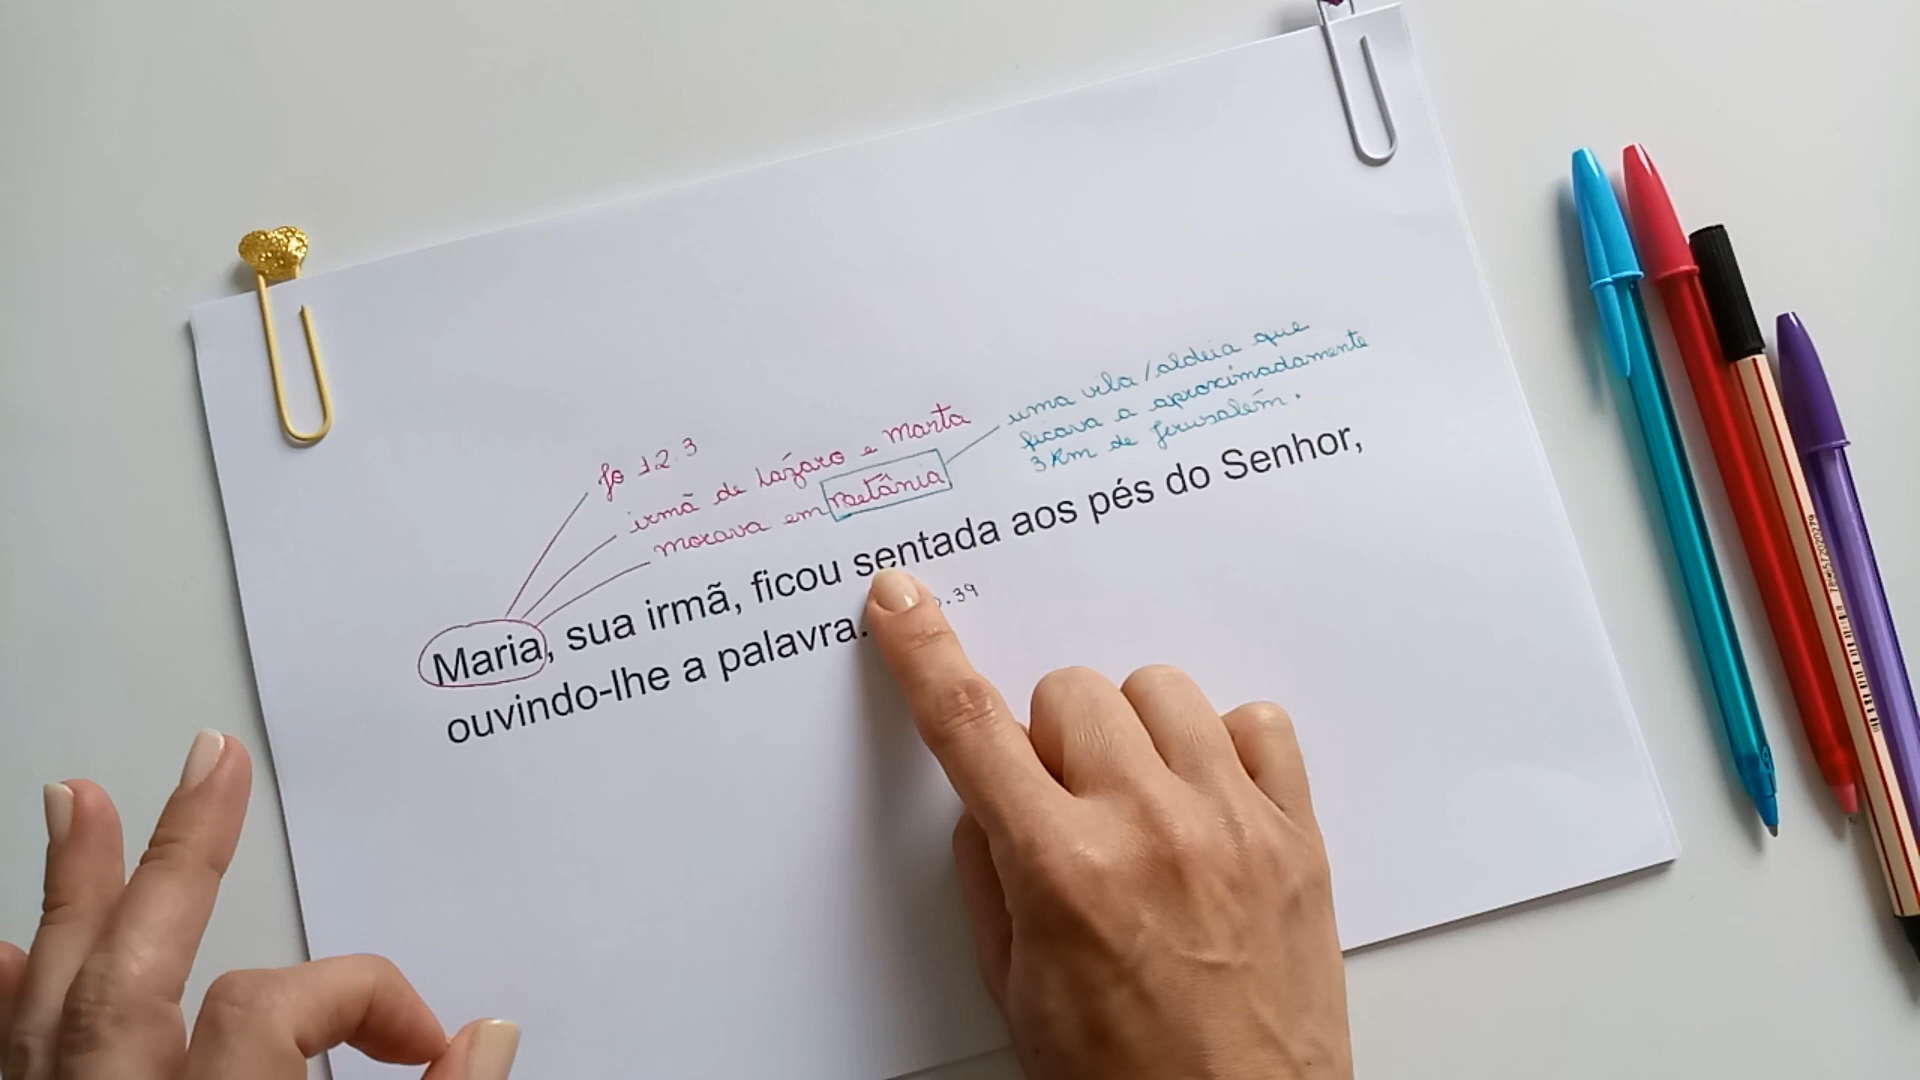 uma vila/aldeia que
ficava a aproximadamente
3 Km de Jerusalém.
Jo 12.3
irmã de Lázaro e Marta
morava em Betânia
Maria, sua irmã, ficou sentada aos pés do Senhor,
ouvindo-lhe a palavra. .39